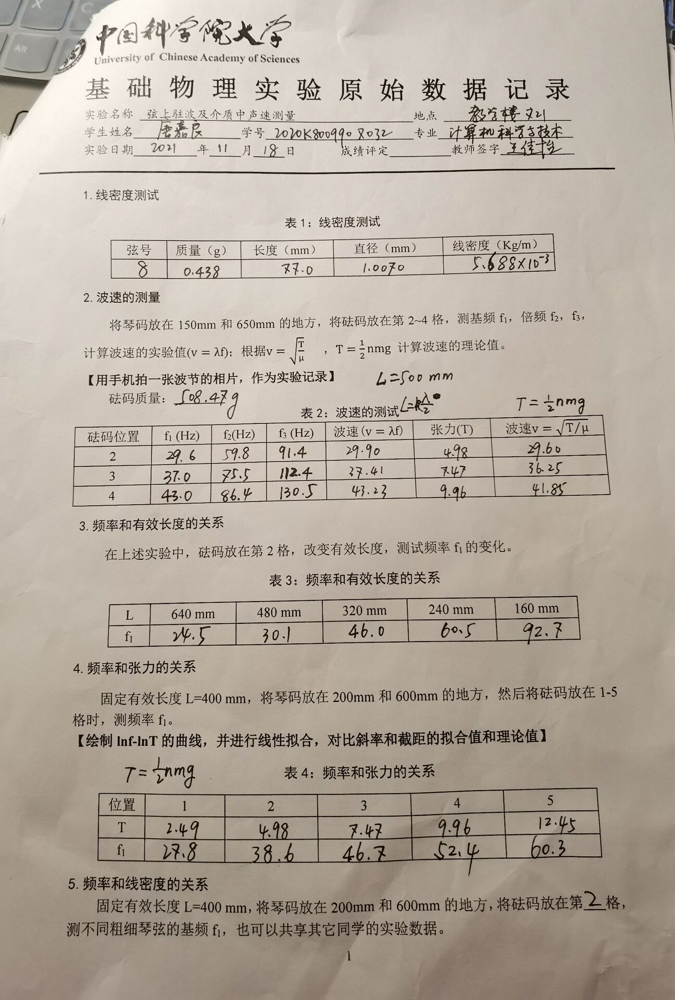 中国科学院大学
University of Chinese Academy of Sciences
基础物理实验原始数据记录
实验名称 弦上驻波及介质中声速测量 地点 教学楼 721
学生姓名 唐嘉良 学号 2020K8009907032 专业 计算机科学与技术
实验日期 2021 年 11 月 18 日 成绩评定 教师签字
1.线密度测试
表1：线密度测试
弦号 质量（g） 长度（mm） 直径（mm） 线密度（Kg/m）
8 0.438 77.0 1.0070 5.688×10⁻³
2.波速的测量
将琴码放在 150mm 和 650mm 的地方，将砝码放在第 2~4 格，测基频 f₁，倍频 f₂，f₃，
计算波速的实验值(v = λf)；根据v = √(T/μ) ，T = ½nmg 计算波速的理论值。
【用手机拍一张波节的相片，作为实验记录】 L=500 mm
砝码质量：508.47g
表2：波速的测试 L=k λ/2 T = ½nmg
砝码位置 f₁ (Hz) f₂(Hz) f₃ (Hz) 波速(v = λf) 张力(T) 波速v = √T/μ
2 29.6 59.8 91.4 29.90 4.98 29.60
3 37.0 75.5 112.4 37.41 7.47 36.25
4 43.0 86.4 130.5 43.23 9.96 41.85
3.频率和有效长度的关系
在上述实验中，砝码放在第 2 格，改变有效长度，测试频率 f₁ 的变化。
表3：频率和有效长度的关系
L 640 mm 480 mm 320 mm 240 mm 160 mm
f₁ 24.5 30.1 46.0 60.5 92.7
4.频率和张力的关系
固定有效长度 L=400 mm，将琴码放在 200mm 和 600mm 的地方，然后将砝码放在 1-5
格时，测频率 f₁。
【绘制 lnf-lnT 的曲线，并进行线性拟合，对比斜率和截距的拟合值和理论值】
T = ½nmg 表4：频率和张力的关系
位置 1 2 3 4 5
T 2.49 4.98 7.47 9.96 12.45
f₁ 27.8 38.6 46.7 52.4 60.3
5.频率和线密度的关系
固定有效长度 L=400 mm，将琴码放在 200mm 和 600mm 的地方，将砝码放在第 2 格，
测不同粗细琴弦的基频 f₁，也可以共享其它同学的实验数据。
1